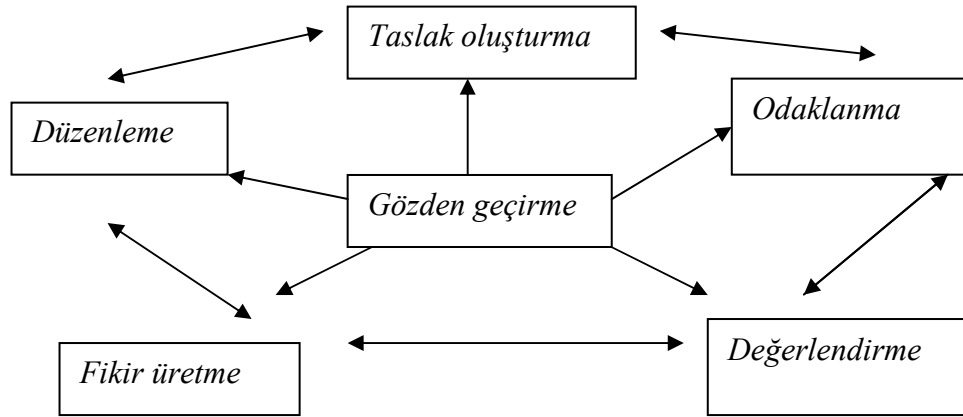 Taslak oluşturma
Düzenleme
Odaklanma
Gözden geçirme
Fikir üretme
Değerlendirme